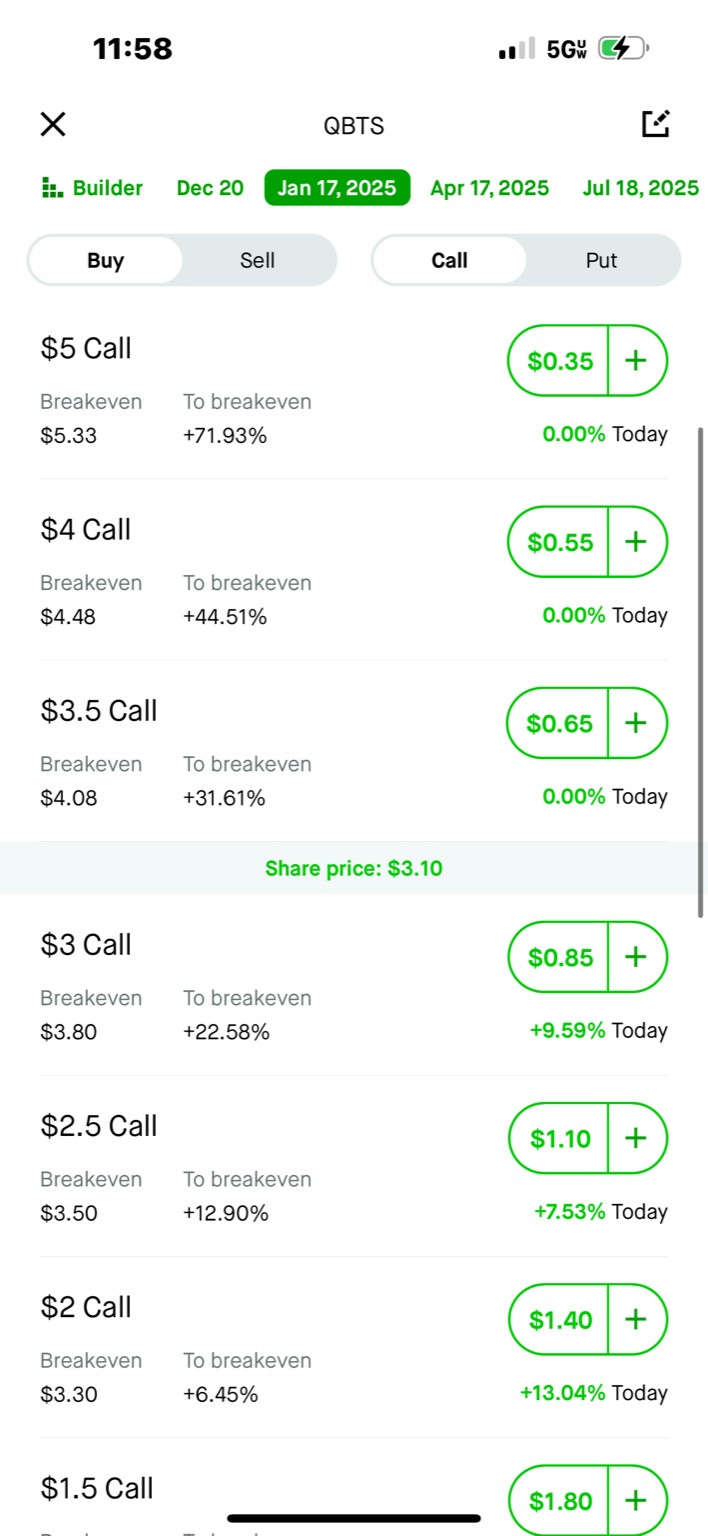 11:58 5GUW
QBTS
Builder Dec 20 Jan 17, 2025 Apr 17, 2025 Jul 18, 2025
Buy Sell Call Put
$5 Call $0.35 +
Breakeven To breakeven
$5.33 +71.93% 0.00% Today
$4 Call $0.55 +
Breakeven To breakeven
$4.48 +44.51% 0.00% Today
$3.5 Call $0.65 +
Breakeven To breakeven
$4.08 +31.61% 0.00% Today
Share price: $3.10
$3 Call $0.85 +
Breakeven To breakeven
$3.80 +22.58% +9.59% Today
$2.5 Call $1.10 +
Breakeven To breakeven
$3.50 +12.90% +7.53% Today
$2 Call $1.40 +
Breakeven To breakeven
$3.30 +6.45% +13.04% Today
$1.5 Call $1.80 +